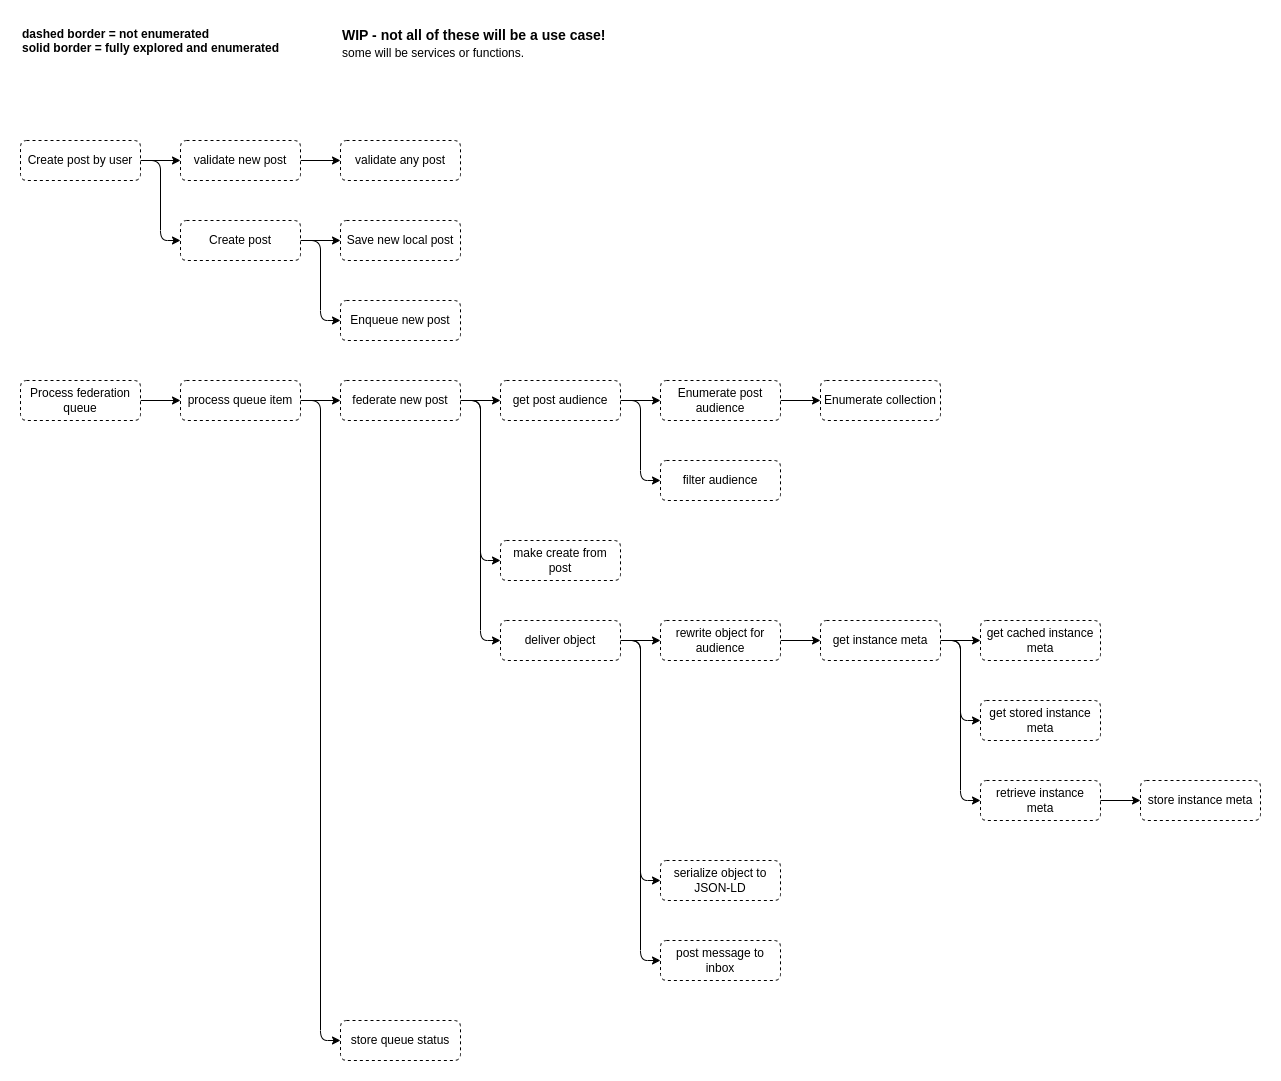 dashed border = not enumerated
solid border = fully explored and enumerated
WIP - not all of these will be a use case!
some will be services or functions.
Create post by user
validate new post
validate any post
Create post
Save new local post
Enqueue new post
Process federation
queue
process queue item
federate new post
get post audience
Enumerate post
audience
Enumerate collection
filter audience
make create from
post
deliver object
rewrite object for
audience
get instance meta
get cached instance
meta
get stored instance
meta
retrieve instance
meta
store instance meta
serialize object to
JSON-LD
post message to
inbox
store queue status